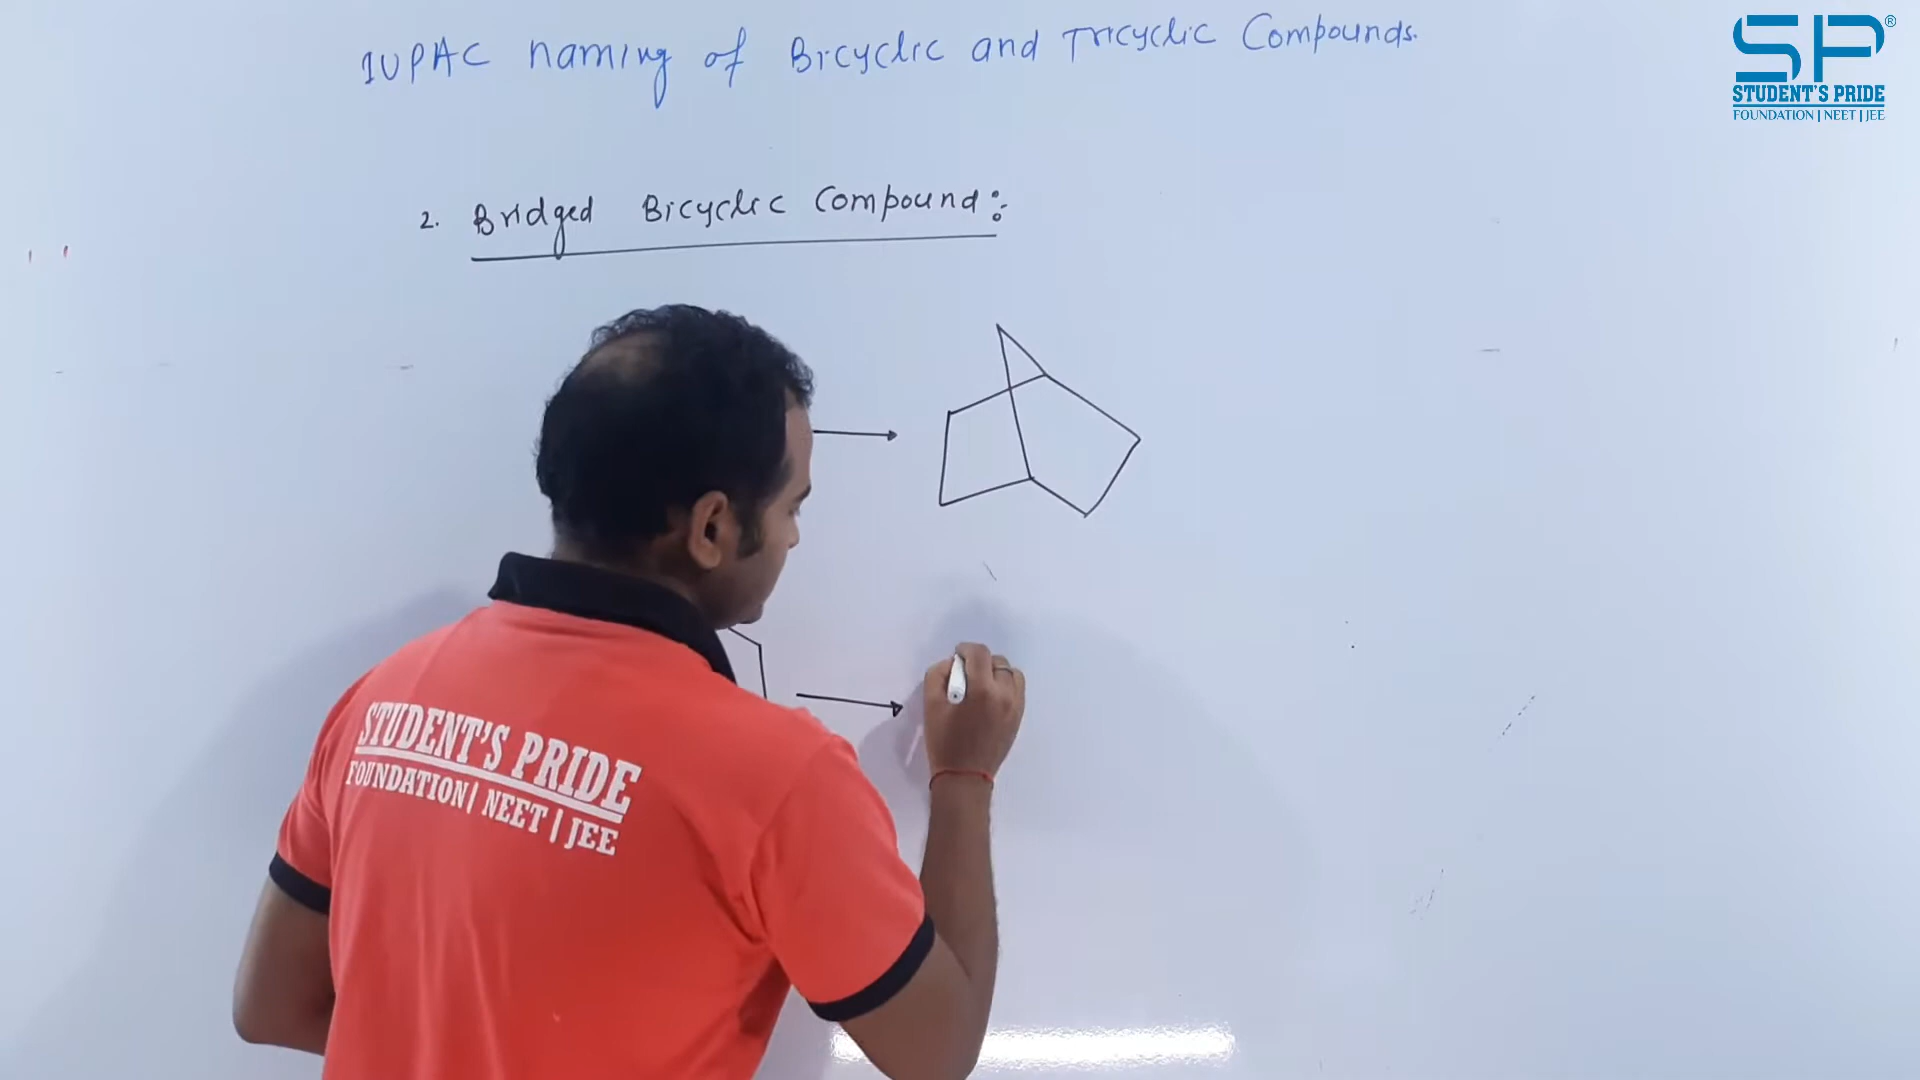 IUPAC naming of Bicyclic and Tricyclic Compounds.
SP®
STUDENT'S PRIDE
FOUNDATION | NEET | JEE
2. Bridged Bicyclic Compound:-
STUDENT'S PRIDE
FOUNDATION | NEET | JEE